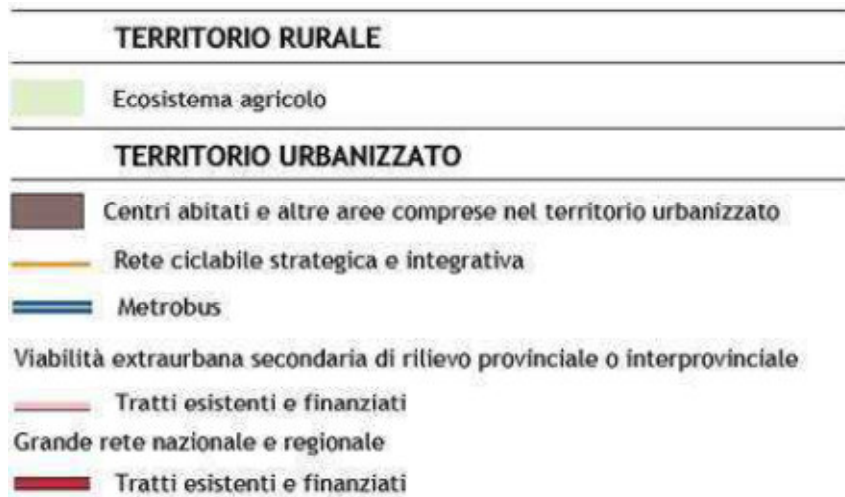 TERRITORIO RURALE
Ecosistema agricolo
TERRITORIO URBANIZZATO
Centri abitati e altre aree comprese nel territorio urbanizzato
Rete ciclabile strategica e integrativa
Metrobus
Viabilità extraurbana secondaria di rilievo provinciale o interprovinciale
Tratti esistenti e finanziati
Grande rete nazionale e regionale
Tratti esistenti e finanziati